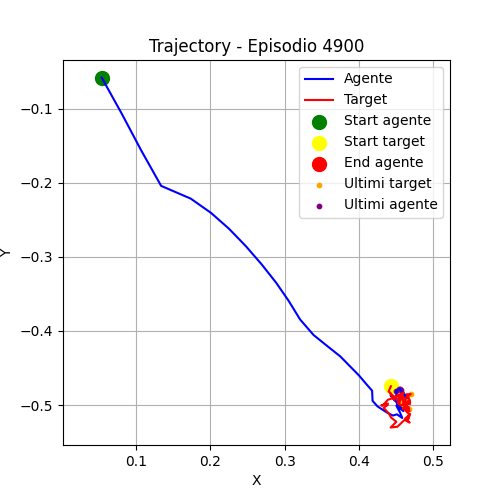 Trajectory - Episodio 4900
Agente
Target
Start agente
Start target
End agente
Ultimi target
Ultimi agente
−0.1
−0.2
−0.3
−0.4
−0.5
Y
0.1 0.2 0.3 0.4 0.5
X